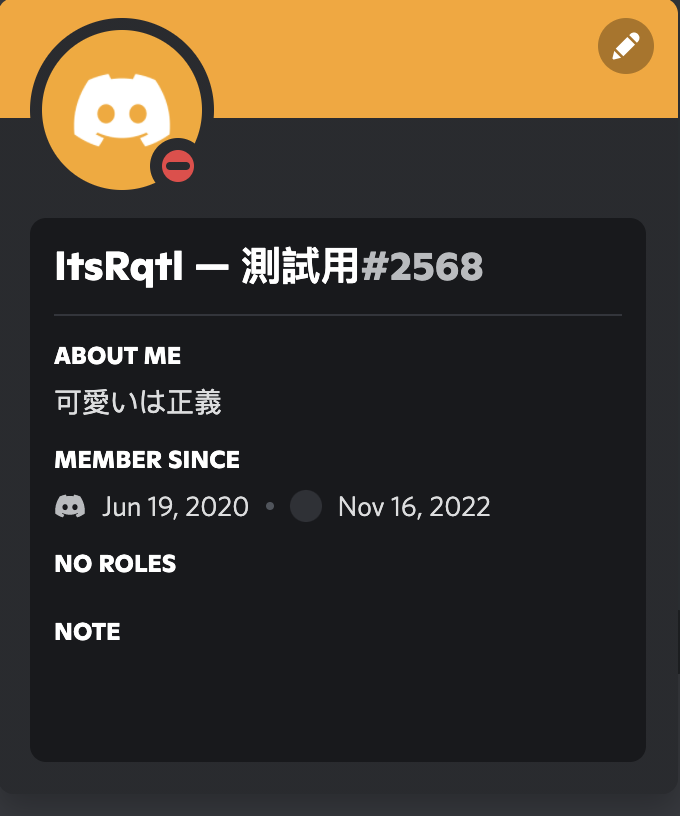 ItsRqtl — 測試用#2568
ABOUT ME
可愛いは正義
MEMBER SINCE
Jun 19, 2020 • Nov 16, 2022
NO ROLES
NOTE